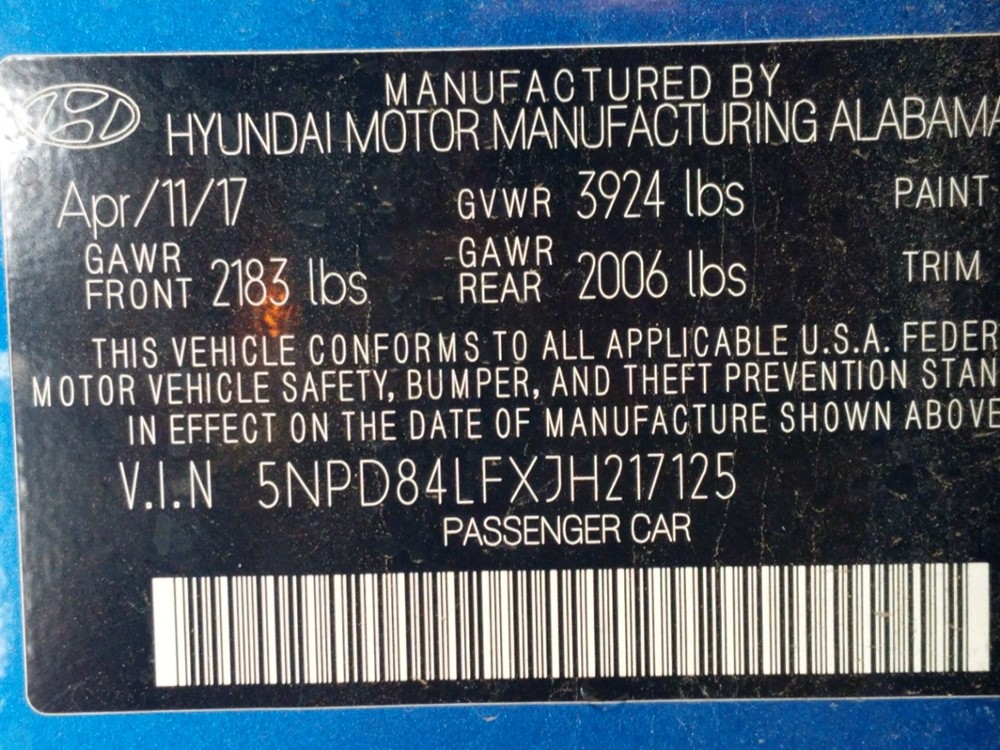 MANUFACTURED BY
HYUNDAI MOTOR MANUFACTURING ALABAMA
Apr/11/17 GVWR 3924 lbs PAINT
GAWR FRONT 2183 lbs GAWR REAR 2006 lbs TRIM
THIS VEHICLE CONFORMS TO ALL APPLICABLE U.S.A. FEDER
MOTOR VEHICLE SAFETY, BUMPER, AND THEFT PREVENTION STAN
IN EFFECT ON THE DATE OF MANUFACTURE SHOWN ABOVE
V.I.N 5NPD84LFXJH217125
PASSENGER CAR